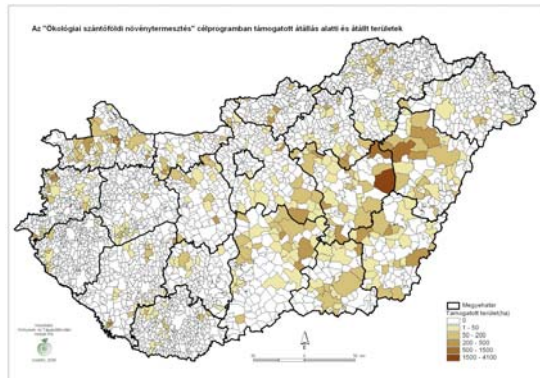 Az "Ökológiai szántóföldi növénytermesztés" célprogramban támogatott átállás alatti és átállt területek
Megyehatár
Támogatott terület(ha)
0
1 - 50
50 - 200
200 - 500
500 - 1500
1500 - 4100